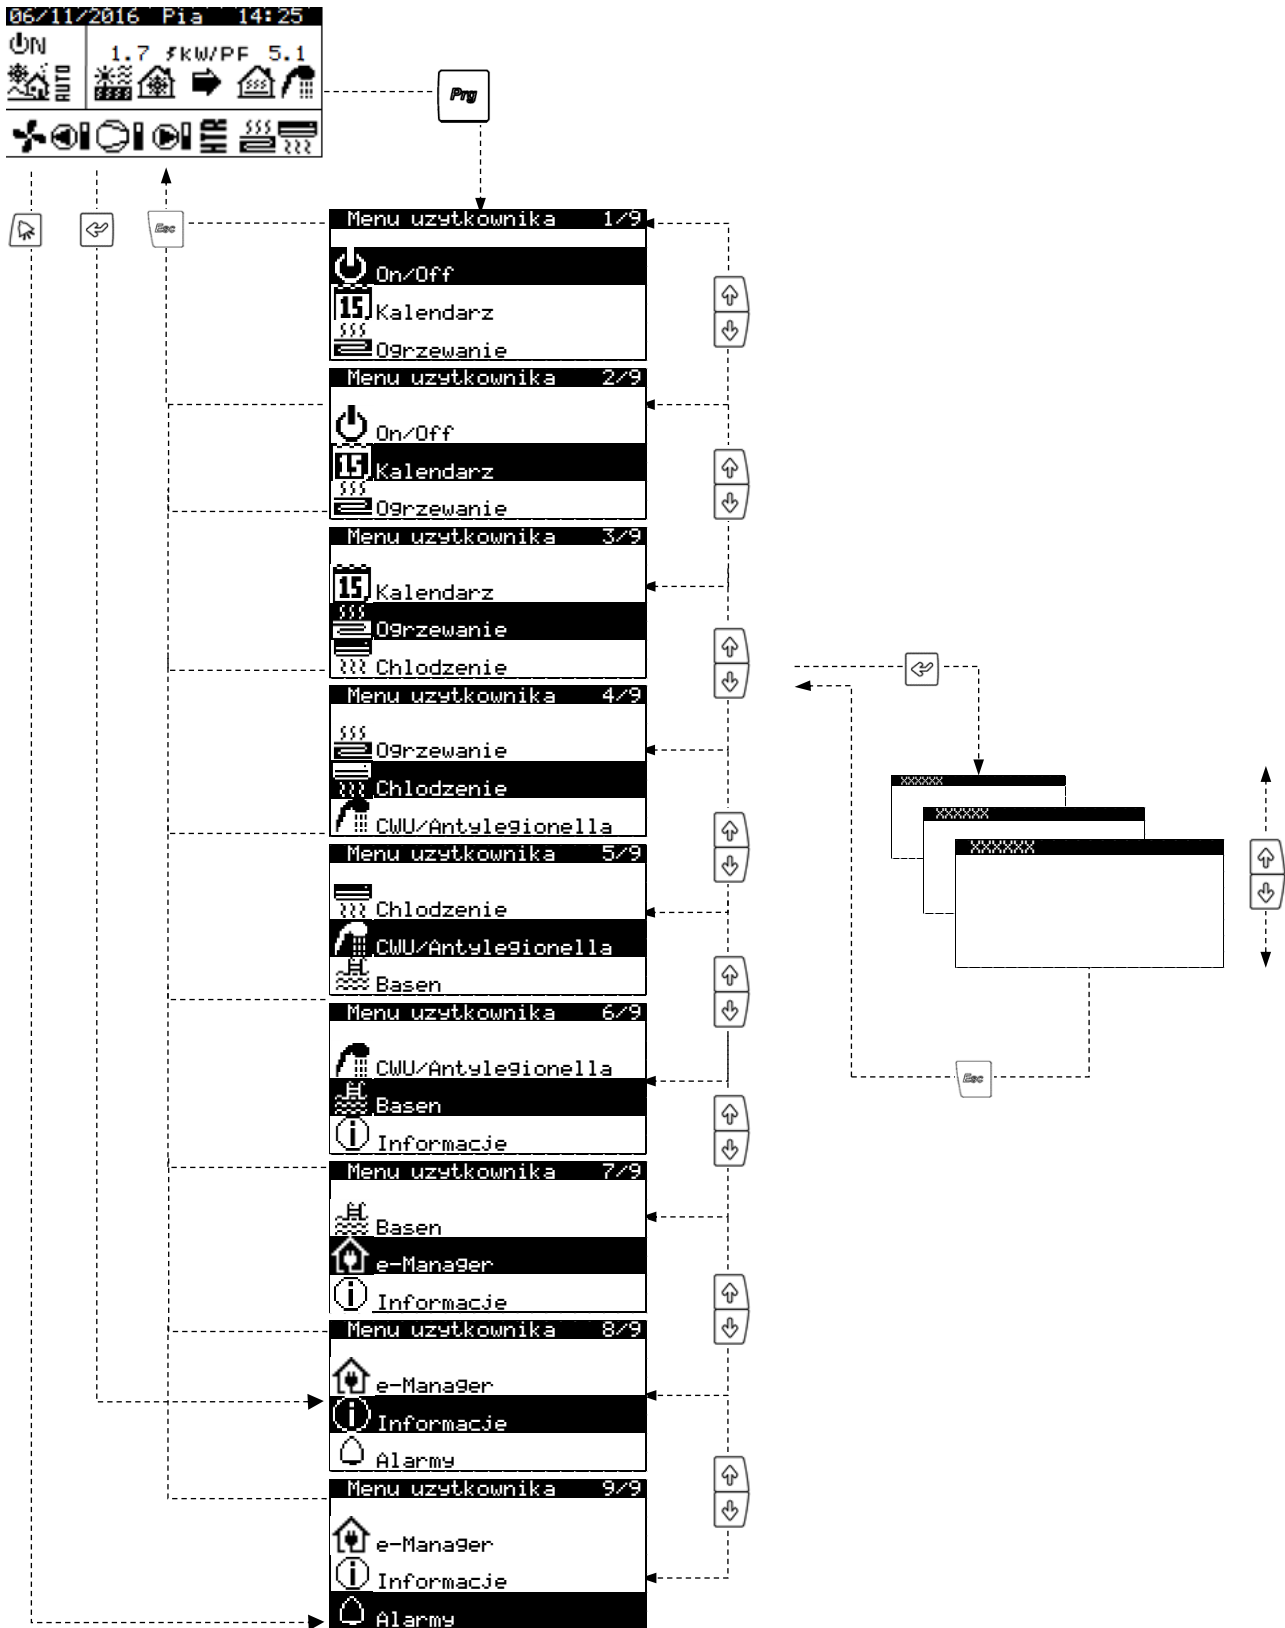 06/11/2016 Pia 14:25
ON
1.7 kW/PF 5.1
AUTO
HTR
Prg
Esc
Menu uzytkownika 1/9
On/Off
15
Kalendarz
Ogrzewanie
Menu uzytkownika 2/9
On/Off
15
Kalendarz
Ogrzewanie
Menu uzytkownika 3/9
15
Kalendarz
Ogrzewanie
Chlodzenie
Menu uzytkownika 4/9
Ogrzewanie
Chlodzenie
CWU/Antylegionella
Menu uzytkownika 5/9
Chlodzenie
CWU/Antylegionella
Basen
Menu uzytkownika 6/9
CWU/Antylegionella
Basen
i Informacje
Menu uzytkownika 7/9
Basen
e-Manager
i Informacje
Menu uzytkownika 8/9
e-Manager
i Informacje
Alarmy
Menu uzytkownika 9/9
e-Manager
i Informacje
Alarmy
XXXXXX
XXXXXX
XXXXXX
Esc